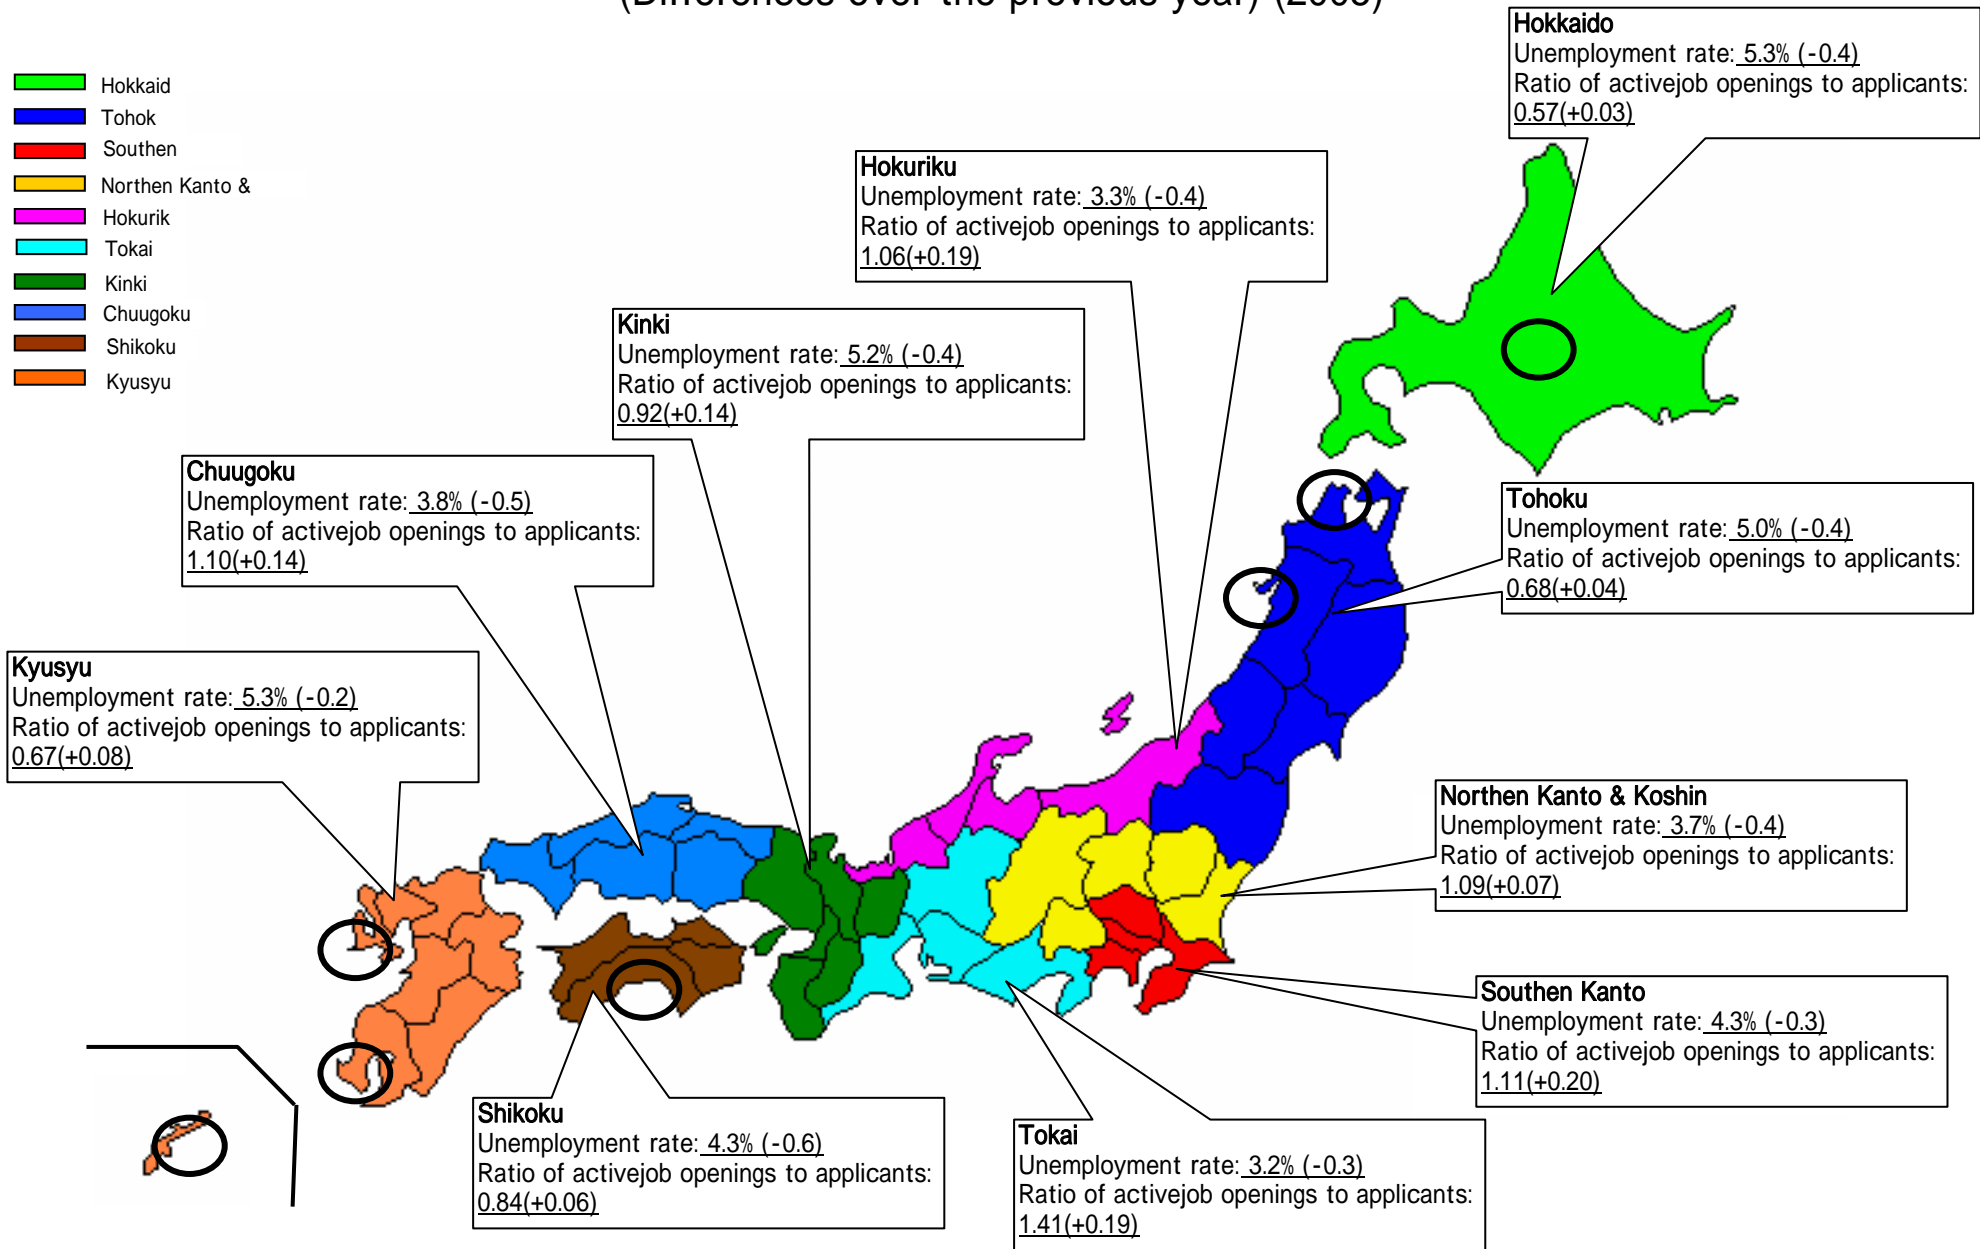 (Differences over the previous year) (2005)
Hokkaid
Tohok
Southen
Northen Kanto &
Hokurik
Tokai
Kinki
Chuugoku
Shikoku
Kyusyu
Hokkaido
Unemployment rate: 5.3% (-0.4)
Ratio of activejob openings to applicants:
0.57(+0.03)
Hokuriku
Unemployment rate: 3.3% (-0.4)
Ratio of activejob openings to applicants:
1.06(+0.19)
Kinki
Unemployment rate: 5.2% (-0.4)
Ratio of activejob openings to applicants:
0.92(+0.14)
Chuugoku
Unemployment rate: 3.8% (-0.5)
Ratio of activejob openings to applicants:
1.10(+0.14)
Tohoku
Unemployment rate: 5.0% (-0.4)
Ratio of activejob openings to applicants:
0.68(+0.04)
Kyusyu
Unemployment rate: 5.3% (-0.2)
Ratio of activejob openings to applicants:
0.67(+0.08)
Northen Kanto & Koshin
Unemployment rate: 3.7% (-0.4)
Ratio of activejob openings to applicants:
1.09(+0.07)
Southen Kanto
Unemployment rate: 4.3% (-0.3)
Ratio of activejob openings to applicants:
1.11(+0.20)
Shikoku
Unemployment rate: 4.3% (-0.6)
Ratio of activejob openings to applicants:
0.84(+0.06)
Tokai
Unemployment rate: 3.2% (-0.3)
Ratio of activejob openings to applicants:
1.41(+0.19)